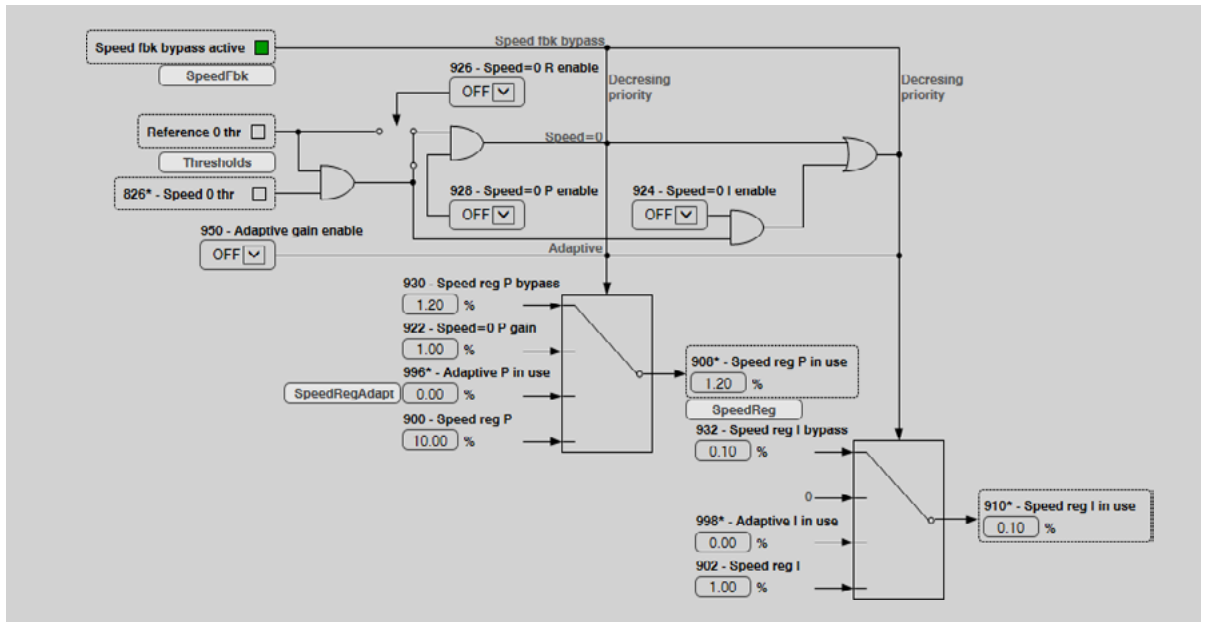 Speed fbk bypass active
SpeedFbk
Speed fbk bypass
926 - Speed=0 R enable
OFF
Decresing
priority
Decresing
priority
Reference 0 thr
Thresholds
826* - Speed 0 thr
Speed=0
928 - Speed=0 P enable
OFF
924 - Speed=0 I enable
OFF
950 - Adaptive gain enable
OFF
Adaptive
930 - Speed reg P bypass
1.20 %
922 - Speed=0 P gain
1.00 %
996* - Adaptive P in use
SpeedRegAdapt 0.00 %
900 - Speed reg P
10.00 %
908* - Speed reg P in use
1.20 %
SpeedReg
932 - Speed reg I bypass
0.10 %
0
998* - Adaptive I in use
0.00 %
902 - Speed reg I
1.00 %
910* - Speed reg I in use
0.10 %